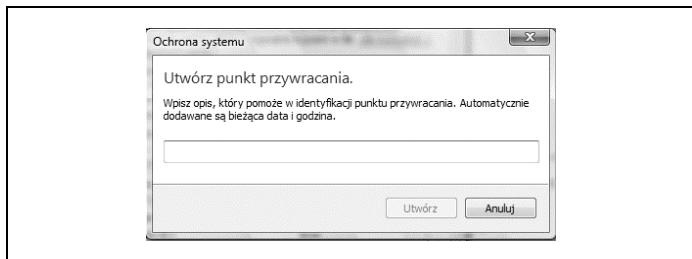 Ochrona systemu
Utwórz punkt przywracania.
Wpisz opis, który pomoże w identyfikacji punktu przywracania. Automatycznie
dodawane są bieżąca data i godzina.
Utwórz
Anuluj